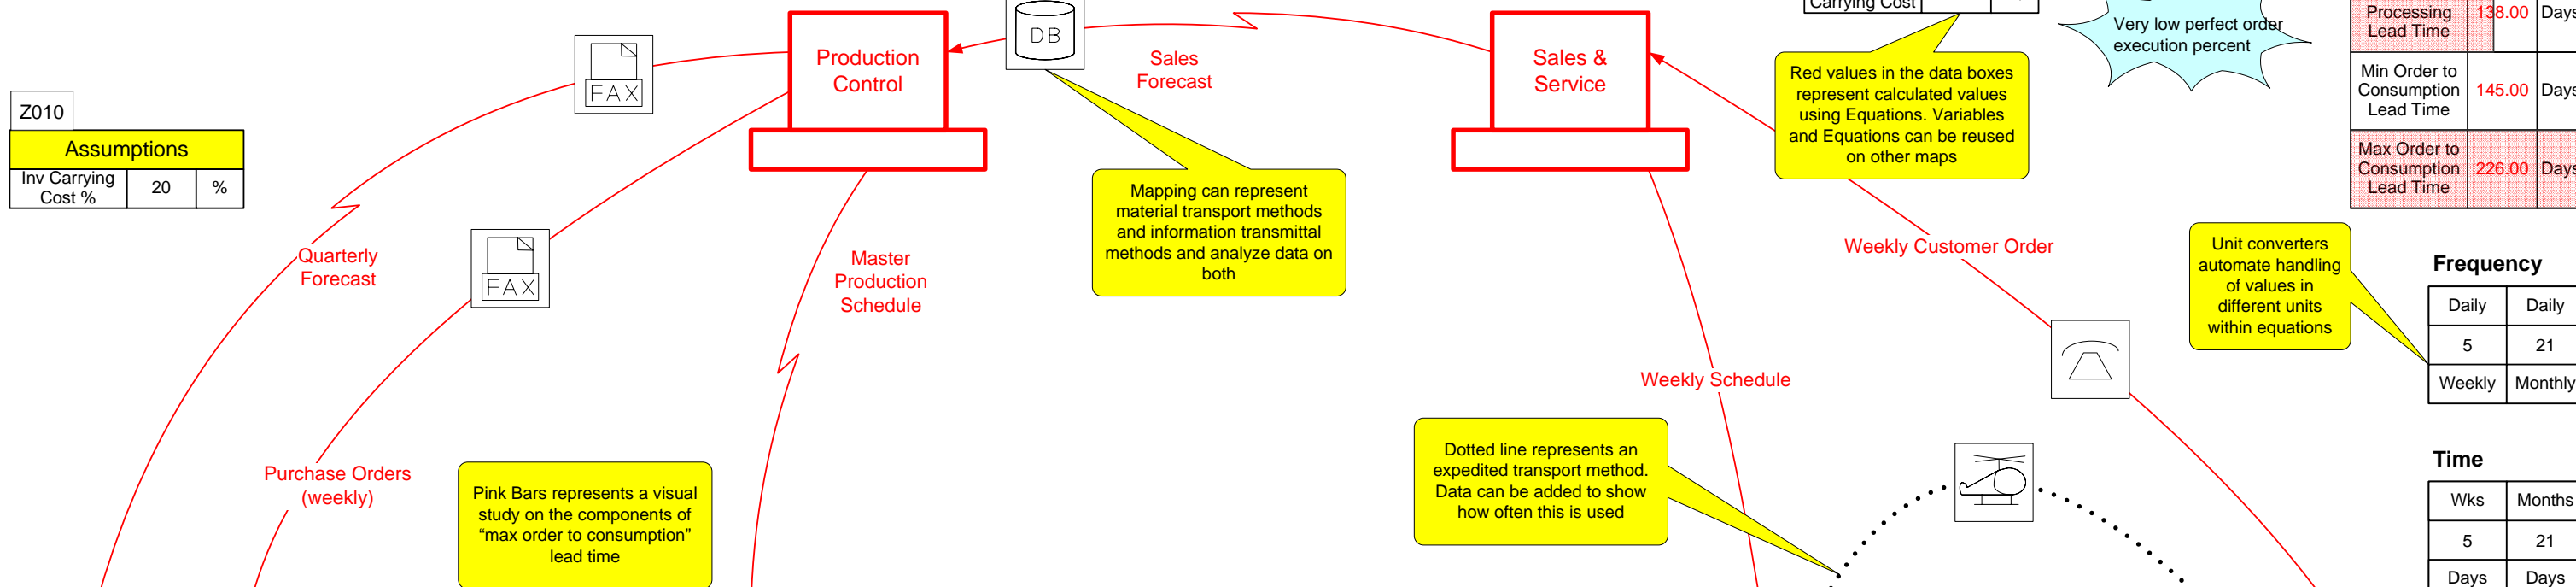 Z010
Assumptions
Inv Carrying
Cost %
20
%
FAX
Quarterly
Forecast
FAX
Purchase Orders
(weekly)
Pink Bars represents a visual
study on the components of
“max order to consumption”
lead time
Production
Control
Master
Production
Schedule
DB
Sales
Forecast
Mapping can represent
material transport methods
and information transmittal
methods and analyze data on
both
Sales &
Service
Weekly Schedule
Dotted line represents an
expedited transport method.
Data can be added to show
how often this is used
Carrying Cost
Red values in the data boxes
represent calculated values
using Equations. Variables
and Equations can be reused
on other maps
Weekly Customer Order
Very low perfect order
execution percent
Processing
Lead Time
138.00
Days
Min Order to
Consumption
Lead Time
145.00
Days
Max Order to
Consumption
Lead Time
226.00
Days
Unit converters
automate handling
of values in
different units
within equations
Frequency
Daily
Daily
5
21
Weekly
Monthly
Time
Wks
Months
5
21
Days
Days